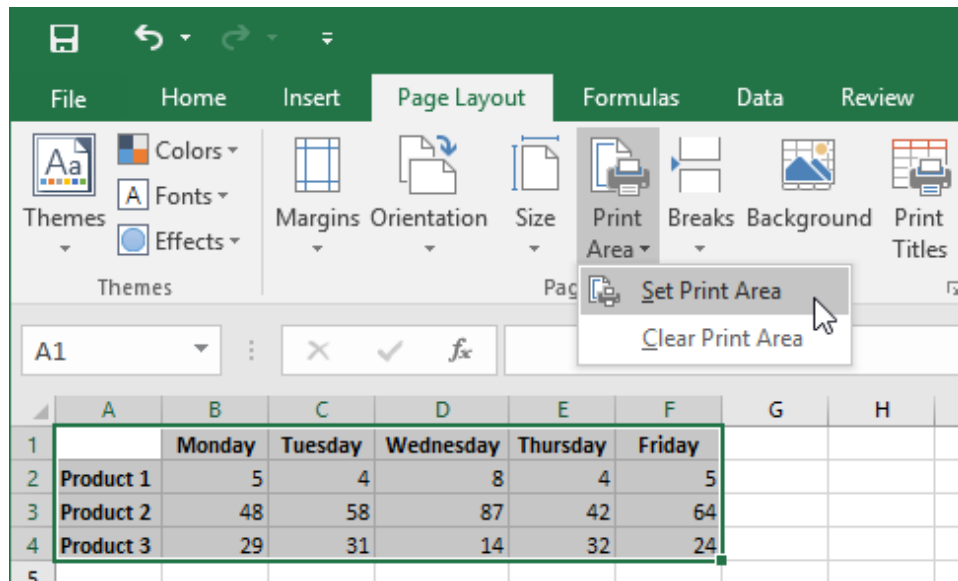 File Home Insert Page Layout Formulas Data Review
Aa Colors
A Fonts
Themes Margins Orientation Size Print Breaks Background Print
Effects Area Titles
Themes
Set Print Area
Clear Print Area
A1 fx
A B C D E F G H
1 Monday Tuesday Wednesday Thursday Friday
2 Product 1 5 4 8 4 5
3 Product 2 48 58 87 42 64
4 Product 3 29 31 14 32 24
5